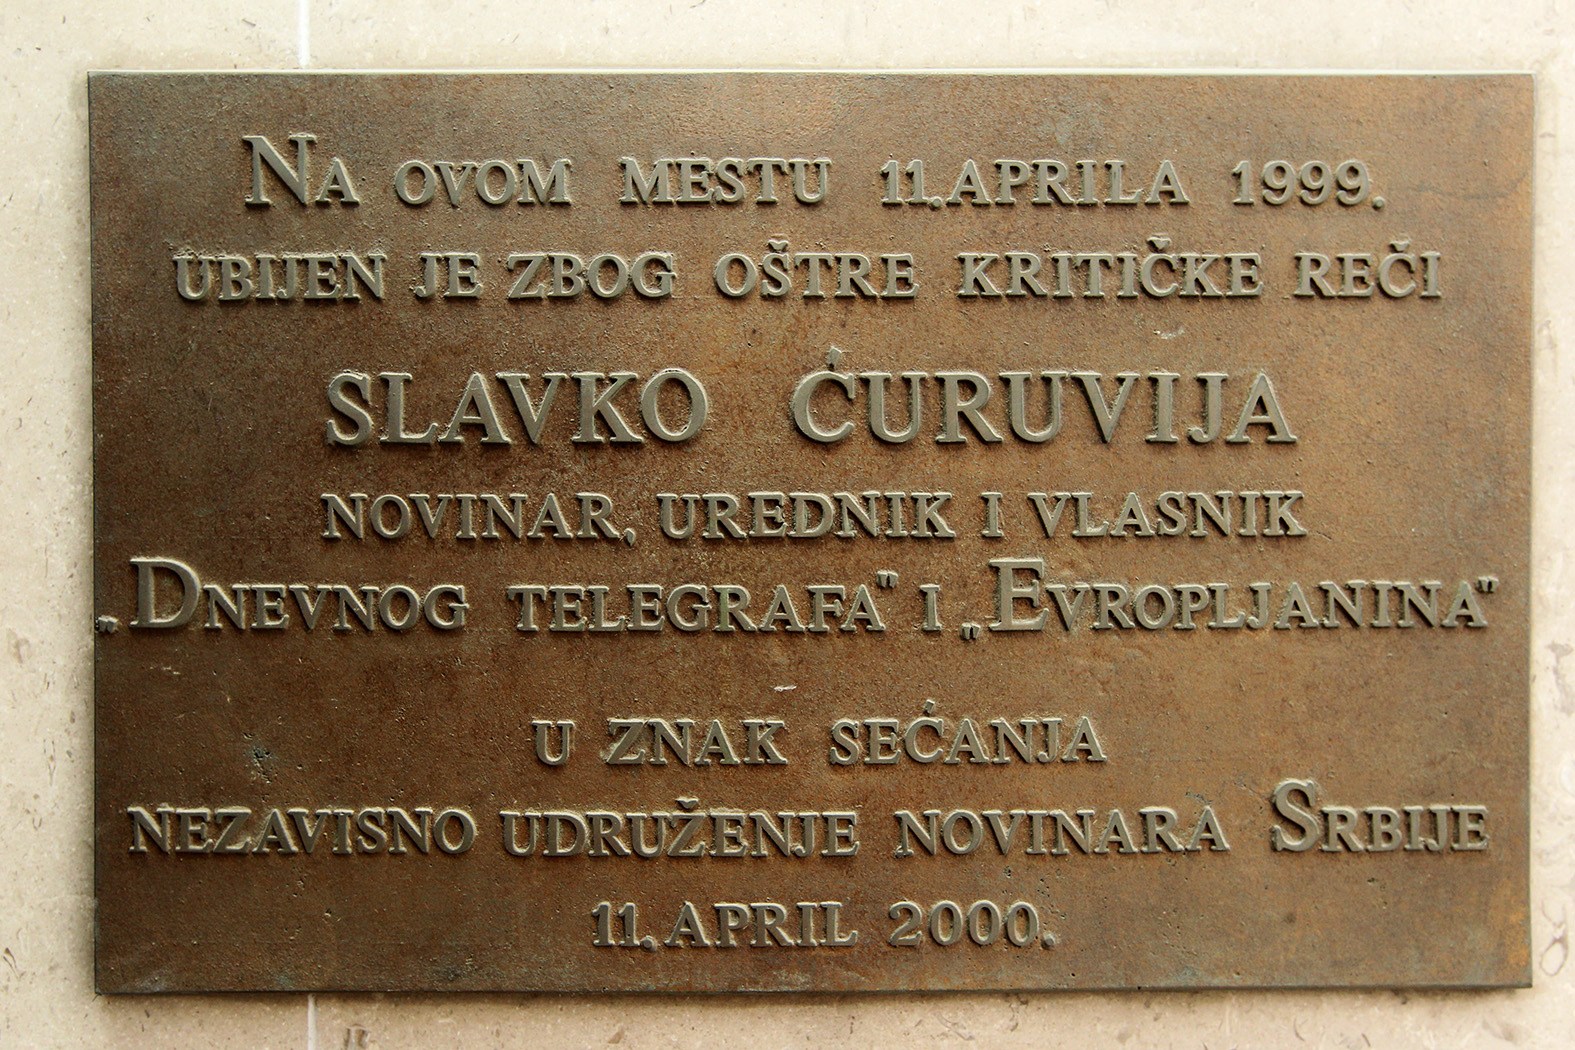 Na ovom mestu 11. aprila 1999.
ubijen je zbog oštre kritičke reči
SLAVKO ĆURUVIJA
novinar, urednik i vlasnik
„Dnevnog telegrafa" i „Evropljanina"
u znak sećanja
nezavisno udruženje novinara Srbije
11. april 2000.